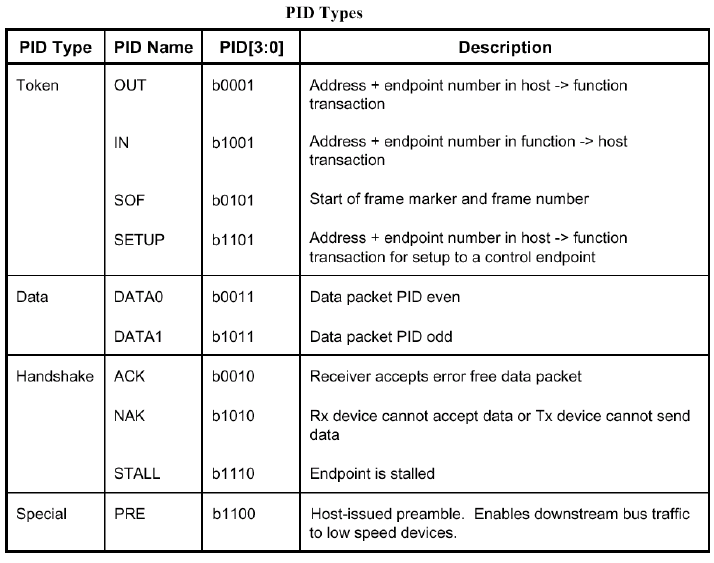 PID Types
PID Type PID Name PID[3:0] Description
Token OUT b0001 Address + endpoint number in host -> function
transaction
IN b1001 Address + endpoint number in function -> host
transaction
SOF b0101 Start of frame marker and frame number
SETUP b1101 Address + endpoint number in host -> function
transaction for setup to a control endpoint
Data DATA0 b0011 Data packet PID even
DATA1 b1011 Data packet PID odd
Handshake ACK b0010 Receiver accepts error free data packet
NAK b1010 Rx device cannot accept data or Tx device cannot send
data
STALL b1110 Endpoint is stalled
Special PRE b1100 Host-issued preamble. Enables downstream bus traffic
to low speed devices.